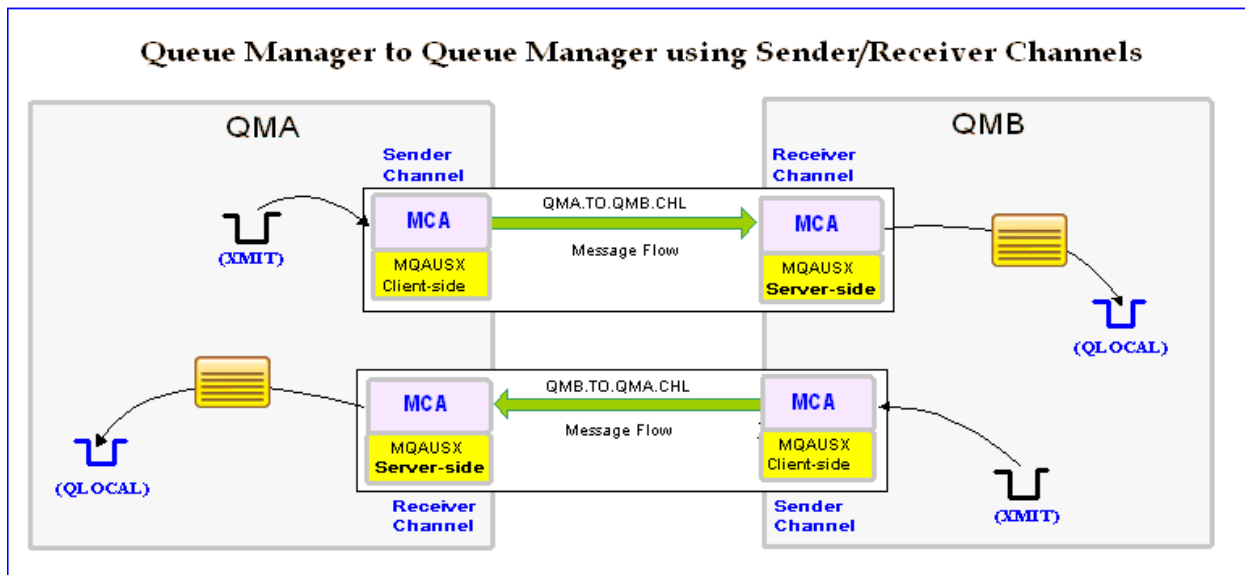 Queue Manager to Queue Manager using Sender/Receiver Channels
QMA
QMB
Sender
Channel
Receiver
Channel
(XMIT)
MCA
MQAUSX
Client-side
QMA.TO.QMB.CHL
Message Flow
MCA
MQAUSX
Server-side
(QLOCAL)
(QLOCAL)
MCA
MQAUSX
Server-side
QMB.TO.QMA.CHL
Message Flow
MCA
MQAUSX
Client-side
(XMIT)
Receiver
Channel
Sender
Channel